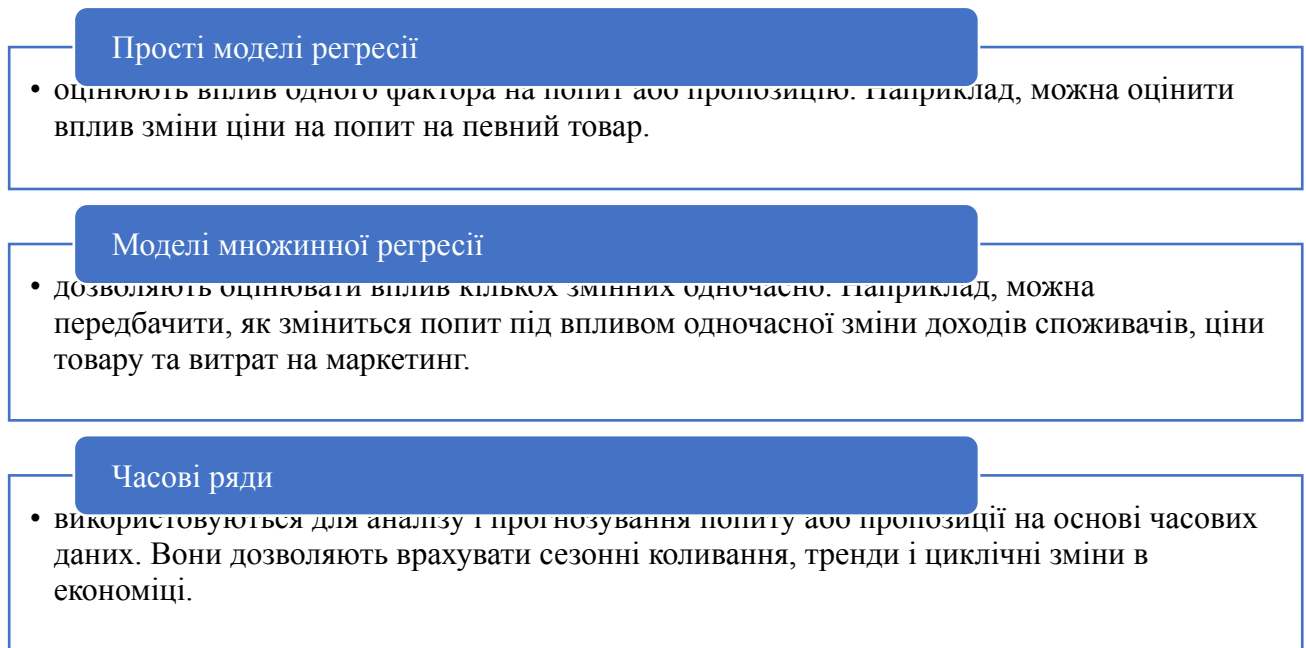 Прості моделі регресії
• оцінюють вплив одного фактора на попит або пропозицію. Наприклад, можна оцінити
вплив зміни ціни на попит на певний товар.
Моделі множинної регресії
• дозволяють оцінювати вплив кількох змінних одночасно. Наприклад, можна
передбачити, як зміниться попит під впливом одночасної зміни доходів споживачів, ціни
товару та витрат на маркетинг.
Часові ряди
• використовуються для аналізу і прогнозування попиту або пропозиції на основі часових
даних. Вони дозволяють врахувати сезонні коливання, тренди і циклічні зміни в
економіці.